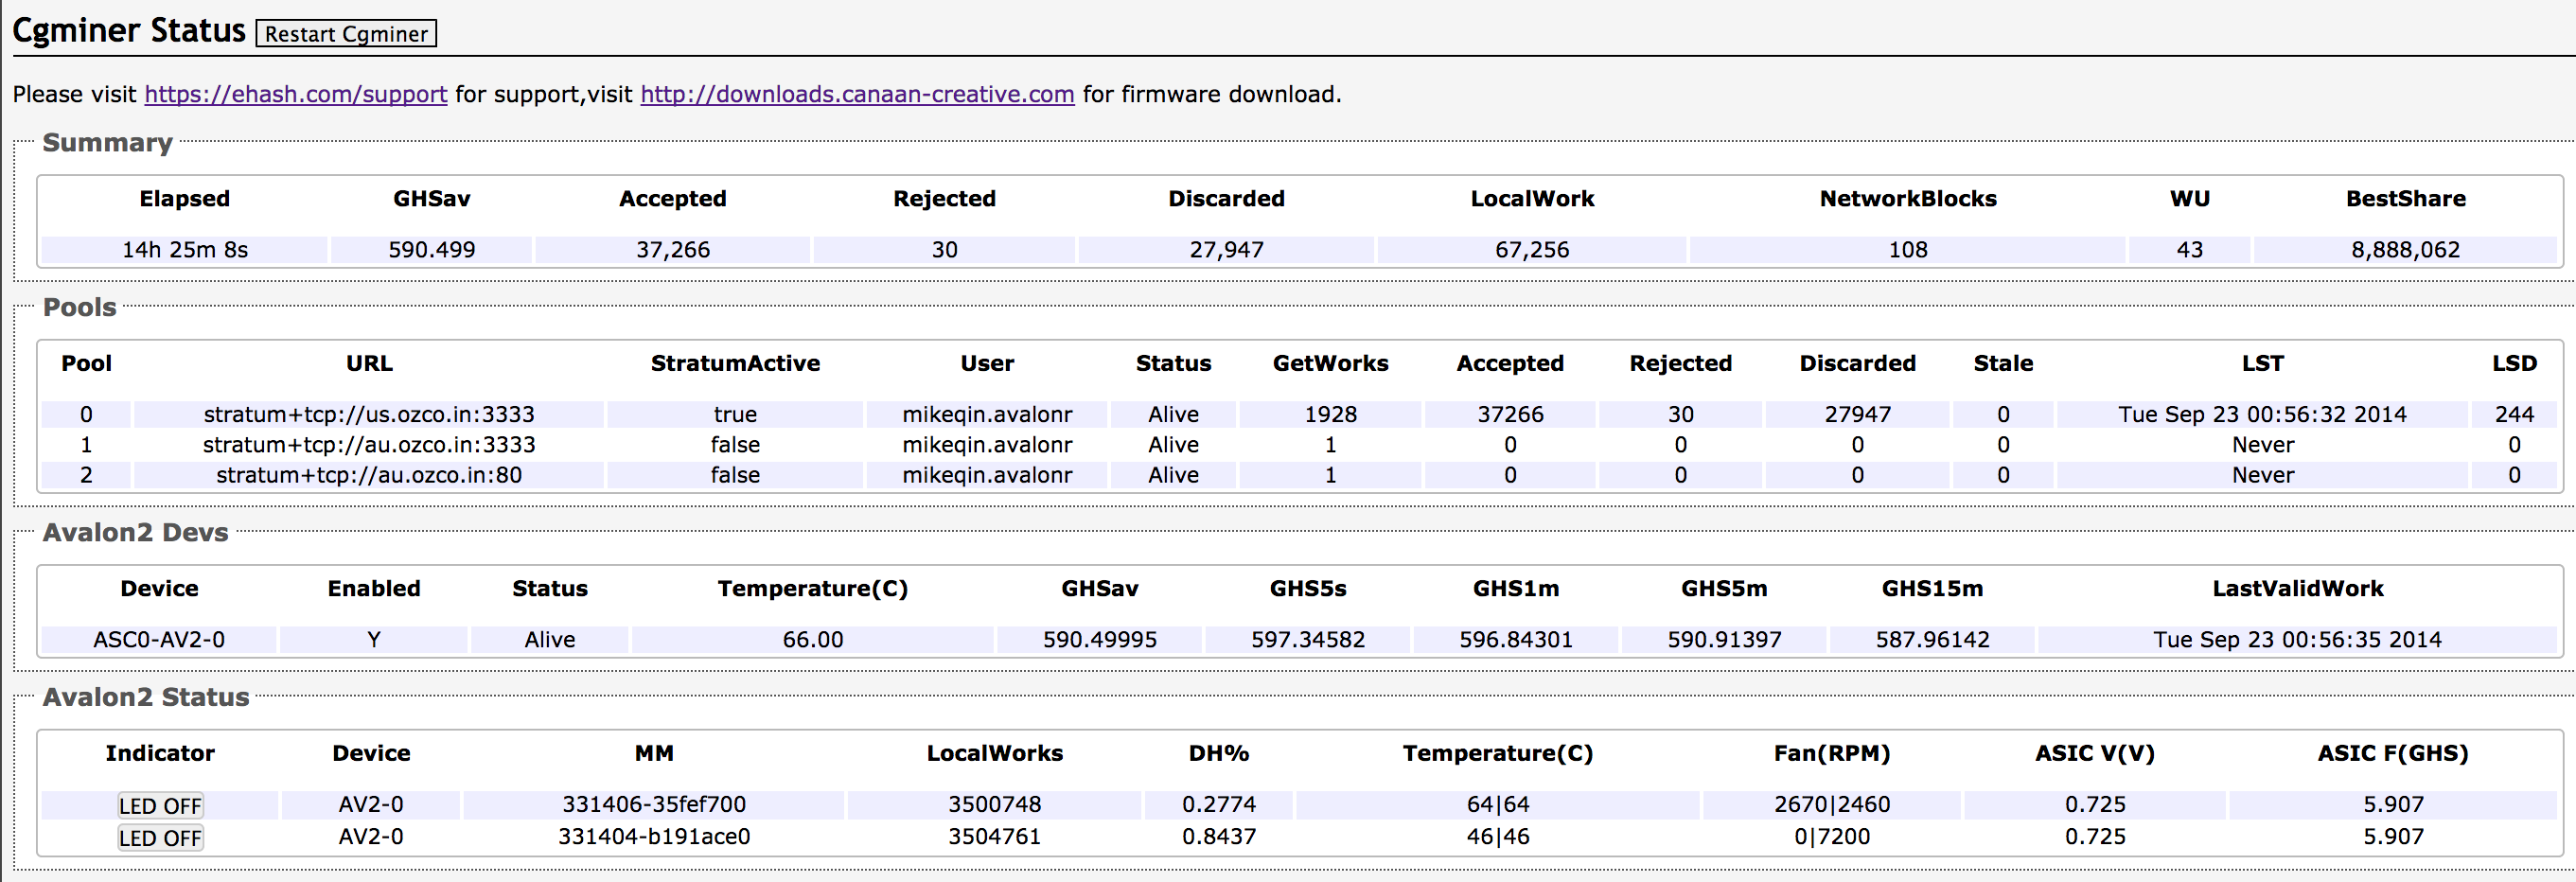 Cgminer Status Restart Cgminer
Please visit https://ehash.com/support for support,visit http://downloads.canaan-creative.com for firmware download.
Summary
Elapsed GHSav Accepted Rejected Discarded LocalWork NetworkBlocks WU BestShare
14h 25m 8s 590.499 37,266 30 27,947 67,256 108 43 8,888,062
Pools
Pool URL StratumActive User Status GetWorks Accepted Rejected Discarded Stale LST LSD
0 stratum+tcp://us.ozco.in:3333 true mikeqin.avalonr Alive 1928 37266 30 27947 0 Tue Sep 23 00:56:32 2014 244
1 stratum+tcp://au.ozco.in:3333 false mikeqin.avalonr Alive 1 0 0 0 0 Never 0
2 stratum+tcp://au.ozco.in:80 false mikeqin.avalonr Alive 1 0 0 0 0 Never 0
Avalon2 Devs
Device Enabled Status Temperature(C) GHSav GHS5s GHS1m GHS5m GHS15m LastValidWork
ASC0-AV2-0 Y Alive 66.00 590.49995 597.34582 596.84301 590.91397 587.96142 Tue Sep 23 00:56:35 2014
Avalon2 Status
Indicator Device MM LocalWorks DH% Temperature(C) Fan(RPM) ASIC V(V) ASIC F(GHS)
LED OFF AV2-0 331406-35fef700 3500748 0.2774 64|64 2670|2460 0.725 5.907
LED OFF AV2-0 331404-b191ace0 3504761 0.8437 46|46 0|7200 0.725 5.907